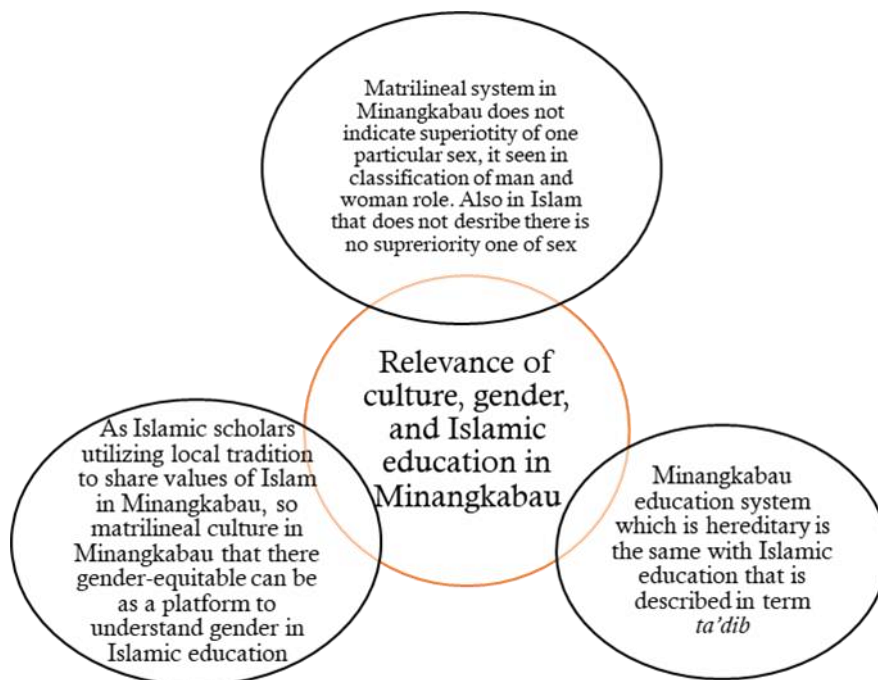 Matrilineal system in
Minangkabau does not
indicate superiotity of one
particular sex, it seen in
classification of man and
woman role. Also in Islam
that does not desribe there is
no supreriority one of sex
Relevance of
culture, gender,
and Islamic
education in
Minangkabau
As Islamic scholars
utilizing local tradition
to share values of Islam
in Minangkabau, so
matrilineal culture in
Minangkabau that there
gender-equitable can be
as a platform to
understand gender in
Islamic education
Minangkabau
education system
which is hereditary is
the same with Islamic
education that is
described in term
ta’dib